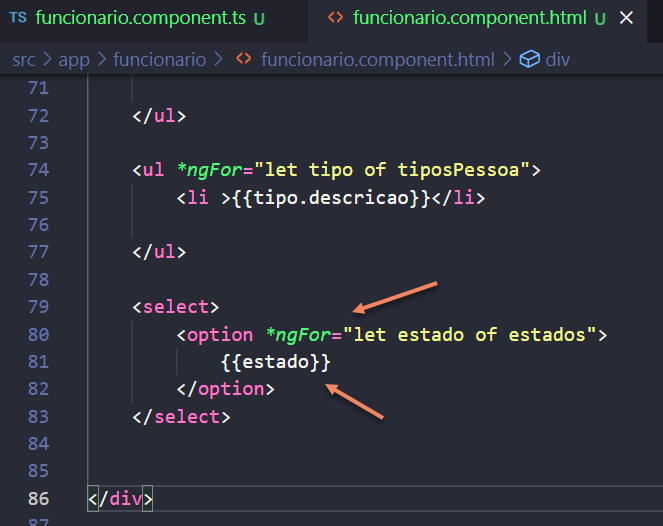 TS funcionario.component.ts U
<> funcionario.component.html U ×
src > app > funcionario > <> funcionario.component.html > div
71
72 </ul>
73
74 <ul *ngFor="let tipo of tiposPessoa">
75 <li >{{tipo.descricao}}</li>
76
77 </ul>
78
79 <select>
80 <option *ngFor="let estado of estados">
81 {{estado}}
82 </option>
83 </select>
84
85
86 </div>
87